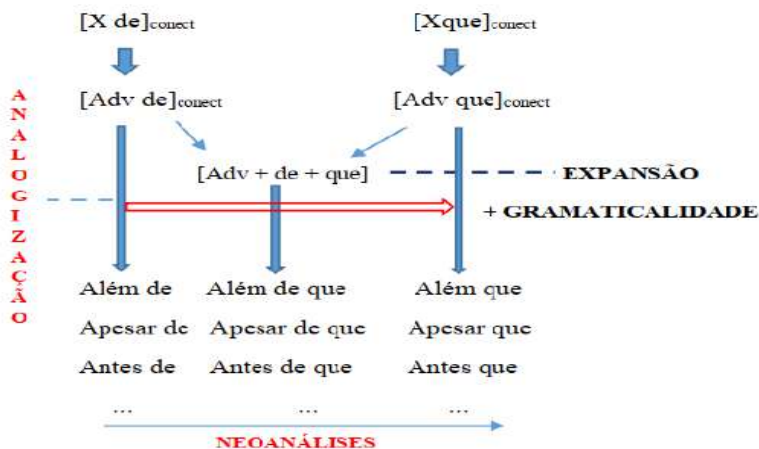 [X de]conect [Xque]conect
[Adv de]conect [Adv que]conect
[Adv + de + que] EXPANSÃO
+ GRAMATICALIDADE
ANALOGIZAÇÃO
Além de Além de que Além que
Apesar de Apesar de que Apesar que
Antes de Antes de que Antes que
... ... ...
NEOANÁLISES